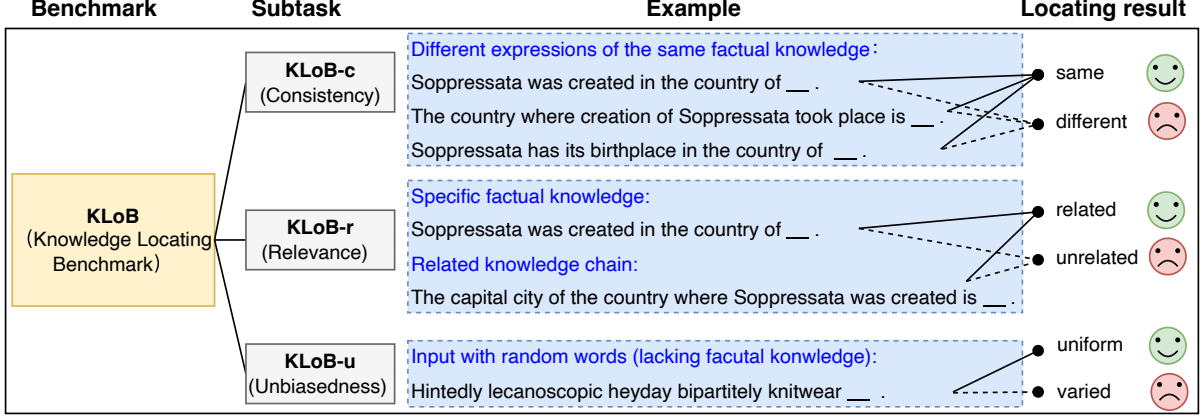 Benchmark
Subtask
Example
Locating result
KLoB
（Knowledge Locating
Benchmark）
KLoB-c
(Consistency)
Different expressions of the same factual knowledge：
Soppressata was created in the country of __ .
The country where creation of Soppressata took place is __ .
Soppressata has its birthplace in the country of __ .
same
different
KLoB-r
(Relevance)
Specific factual knowledge:
Soppressata was created in the country of __ .
Related knowledge chain:
The capital city of the country where Soppressata was created is __ .
related
unrelated
KLoB-u
(Unbiasedness)
Input with random words (lacking facutal konwledge):
Hintedly lecanoscopic heyday bipartitely knitwear __ .
uniform
varied